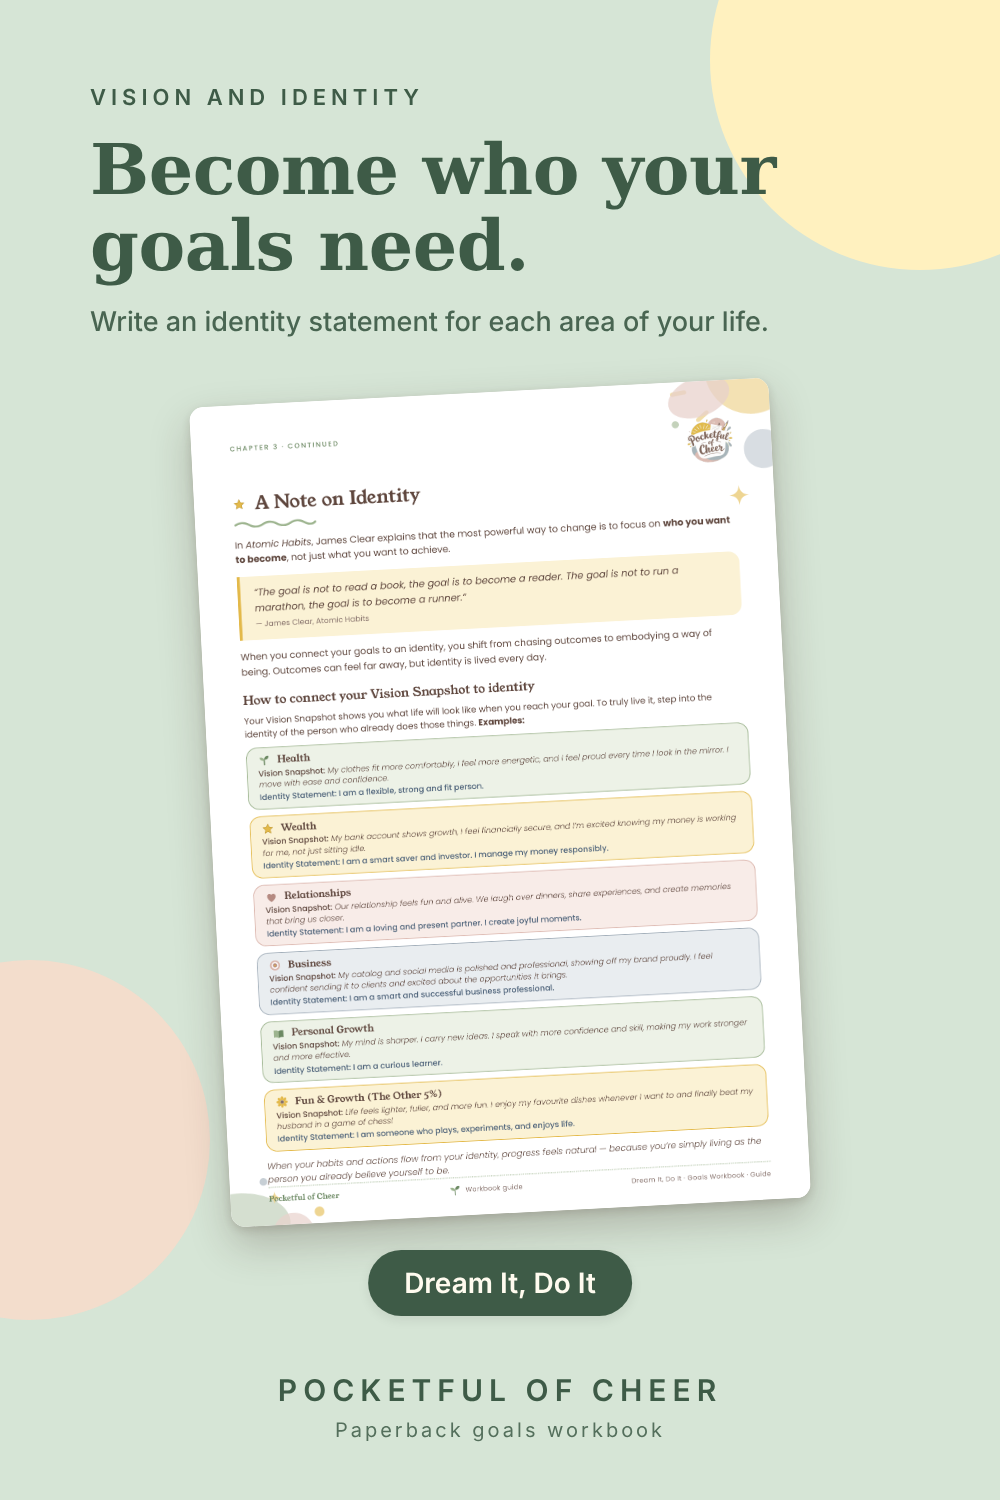 VISION AND IDENTITY
Become who your
goals need.
Write an identity statement for each area of your life.
CHAPTER 3 · CONTINUED
Pocketful
of
Cheer
A Note on Identity
In Atomic Habits, James Clear explains that the most powerful way to change is to focus on who you want
to become, not just what you want to achieve.
“The goal is not to read a book, the goal is to become a reader. The goal is not to run a
marathon, the goal is to become a runner.”
— James Clear, Atomic Habits
When you connect your goals to an identity, you shift from chasing outcomes to embodying a way of
being. Outcomes can feel far away, but identity is lived every day.
How to connect your Vision Snapshot to identity
Your Vision Snapshot shows you what life will look like when you reach your goal. To truly live it, step into the
identity of the person who already does those things. Examples:
Health
Vision Snapshot: My clothes fit more comfortably, I feel more energetic, and I feel proud every time I look in the mirror. I
move with ease and confidence.
Identity Statement: I am a flexible, strong and fit person.
Wealth
Vision Snapshot: My bank account shows growth, I feel financially secure, and I’m excited knowing my money is working
for me, not just sitting idle.
Identity Statement: I am a smart saver and investor. I manage my money responsibly.
Relationships
Vision Snapshot: Our relationship feels fun and alive. We laugh over dinners, share experiences, and create memories
that bring us closer.
Identity Statement: I am a loving and present partner. I create joyful moments.
Business
Vision Snapshot: My catalog and social media is polished and professional, showing off my brand proudly. I feel
confident sending it to clients and excited about the opportunities it brings.
Identity Statement: I am a smart and successful business professional.
Personal Growth
Vision Snapshot: My mind is sharper. I carry new ideas. I speak with more confidence and skill, making my work stronger
and more effective.
Identity Statement: I am a curious learner.
Fun & Growth (The Other 5%)
Vision Snapshot: Life feels lighter, fuller, and more fun. I enjoy my favourite dishes whenever I want to and finally beat my
husband in a game of chess!
Identity Statement: I am someone who plays, experiments, and enjoys life.
When your habits and actions flow from your identity, progress feels natural — because you’re simply living as the
person you already believe yourself to be.
Pocketful of Cheer
Workbook guide
Dream It, Do It · Goals Workbook · Guide
Dream It, Do It
POCKETFUL OF CHEER
Paperback goals workbook